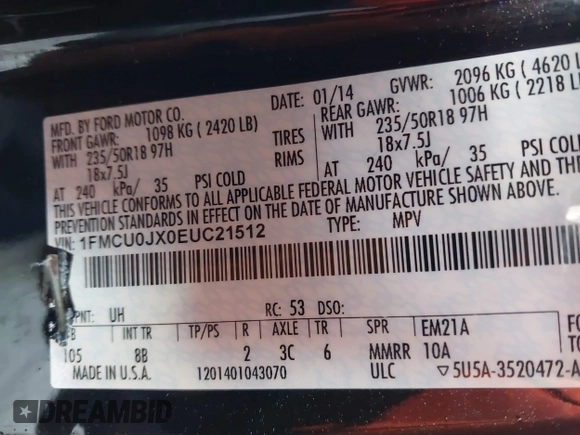 MFD. BY FORD MOTOR CO.
DATE: 01/14
GVWR: 2096 KG (4620 L
FRONT GAWR: 1098 KG (2420 LB)
REAR GAWR: 1006 KG (2218 L
WITH 235/50R18 97H TIRES WITH 235/50R18 97H
18x7.5J RIMS 18x7.5J
AT 240 kPa/ 35 PSI COLD AT 240 kPa/ 35 PSI COLD
THIS VEHICLE CONFORMS TO ALL APPLICABLE FEDERAL MOTOR VEHICLE SAFETY AND
PREVENTION STANDARDS IN EFFECT ON THE DATE OF MANUFACTURE SHOWN ABOVE.
VIN: 1FMCU0JX0EUC21512
TYPE: MPV
PNT: UH RC: 53 DSO:
B INT TR TP/PS R AXLE TR SPR EM21A
105 8B 2 3C 6 MMRR 10A
MADE IN U.S.A. 1201401043070 ULC ▽5U5A-3520472-A
FO
TO
DREAMBID